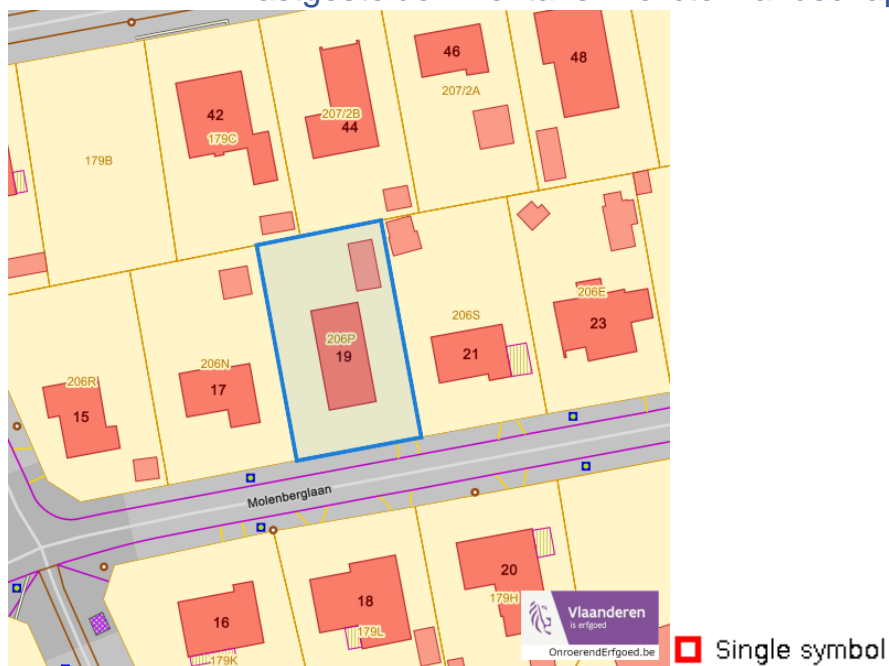 46
48
42
207/2A
207/2B
44
179C
179B
206E
206S
23
206P
19
21
206N
206R
17
15
Molenberglaan
20
18
179H
16
179L
179K
Vlaanderen
is erfgoed
OnroerendErfgoed.be
Single symbol